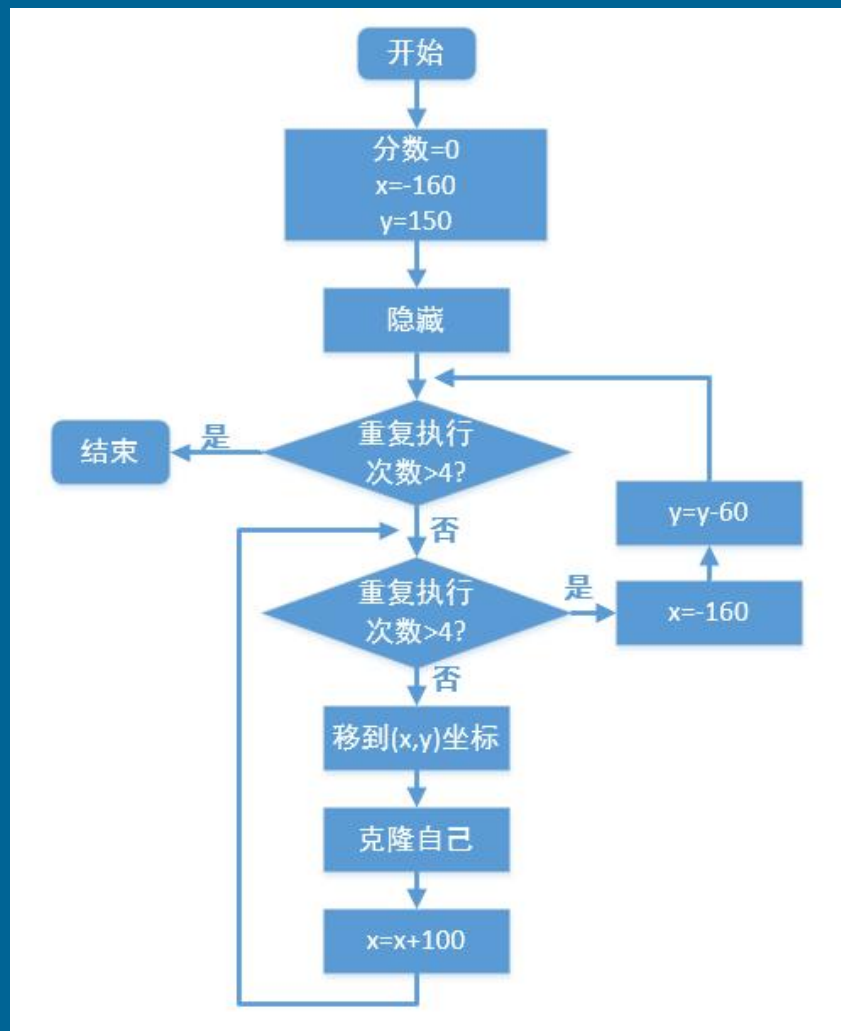 开始
分数=0
x=-160
y=150
隐藏
重复执行
次数>4?
是
结束
否
y=y-60
重复执行
次数>4?
是
x=-160
否
移到(x,y)坐标
克隆自己
x=x+100